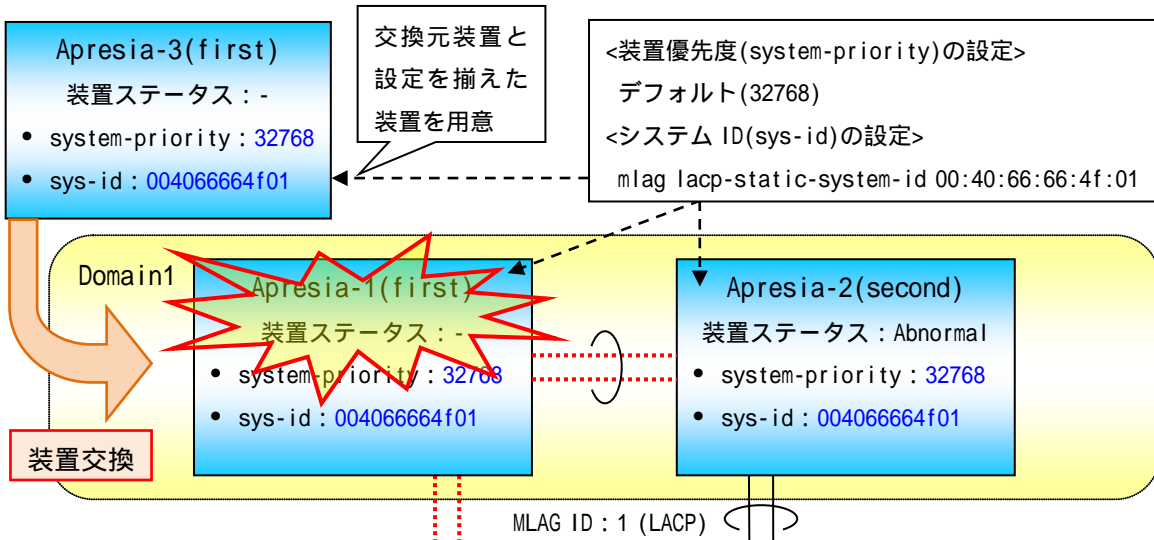 Apresia-3(first)
装置ステータス：-
• system-priority：32768
• sys-id：004066664f01
交換元装置と
設定を揃えた
装置を用意
<装置優先度(system-priority)の設定>
デフォルト(32768)
<システム ID(sys-id)の設定>
mlag lacp-static-system-id 00:40:66:66:4f:01
Domain1
Apresia-1(first)
装置ステータス：-
• system-priority：32768
• sys-id：004066664f01
Apresia-2(second)
装置ステータス：Abnormal
• system-priority：32768
• sys-id：004066664f01
装置交換
MLAG ID：1 (LACP)